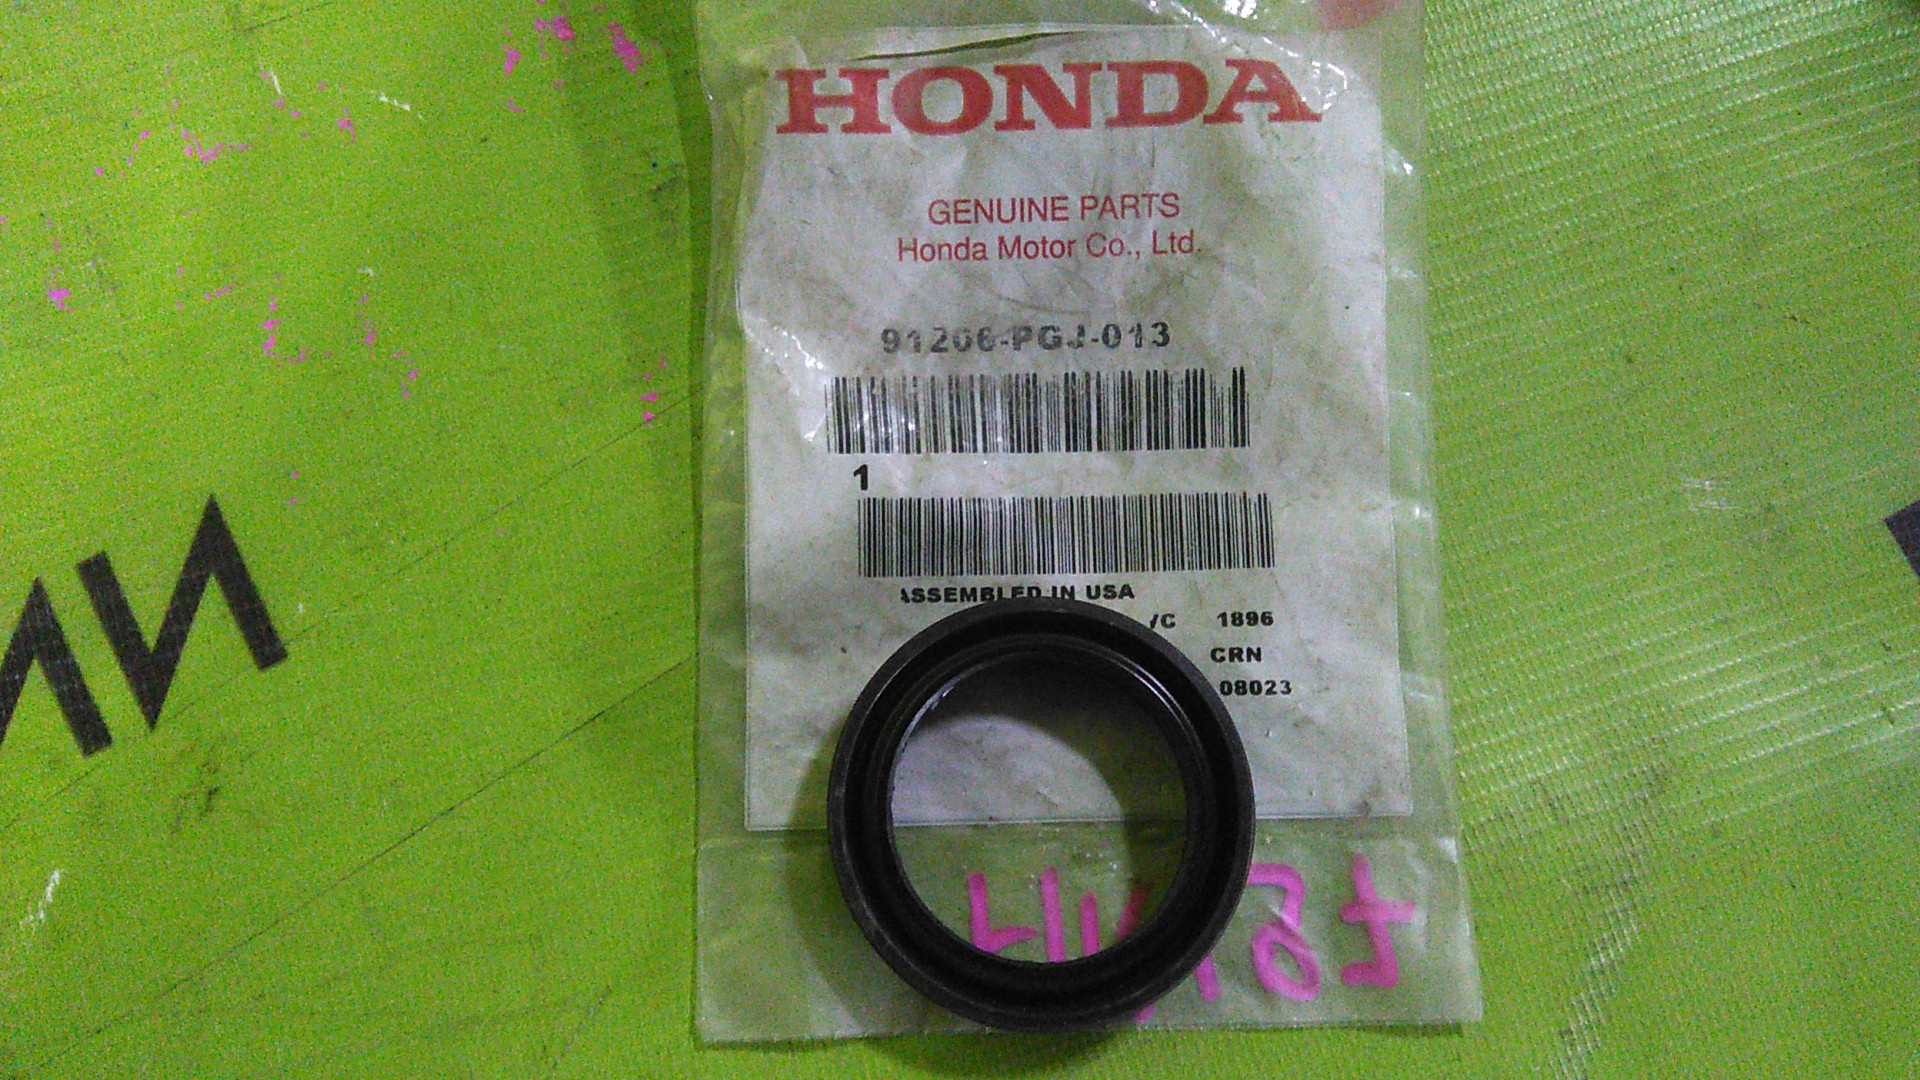 HONDA
GENUINE PARTS
Honda Motor Co., Ltd.
91206-PGJ-013
1
ASSEMBLED IN USA
/C 1896
CRN
08023